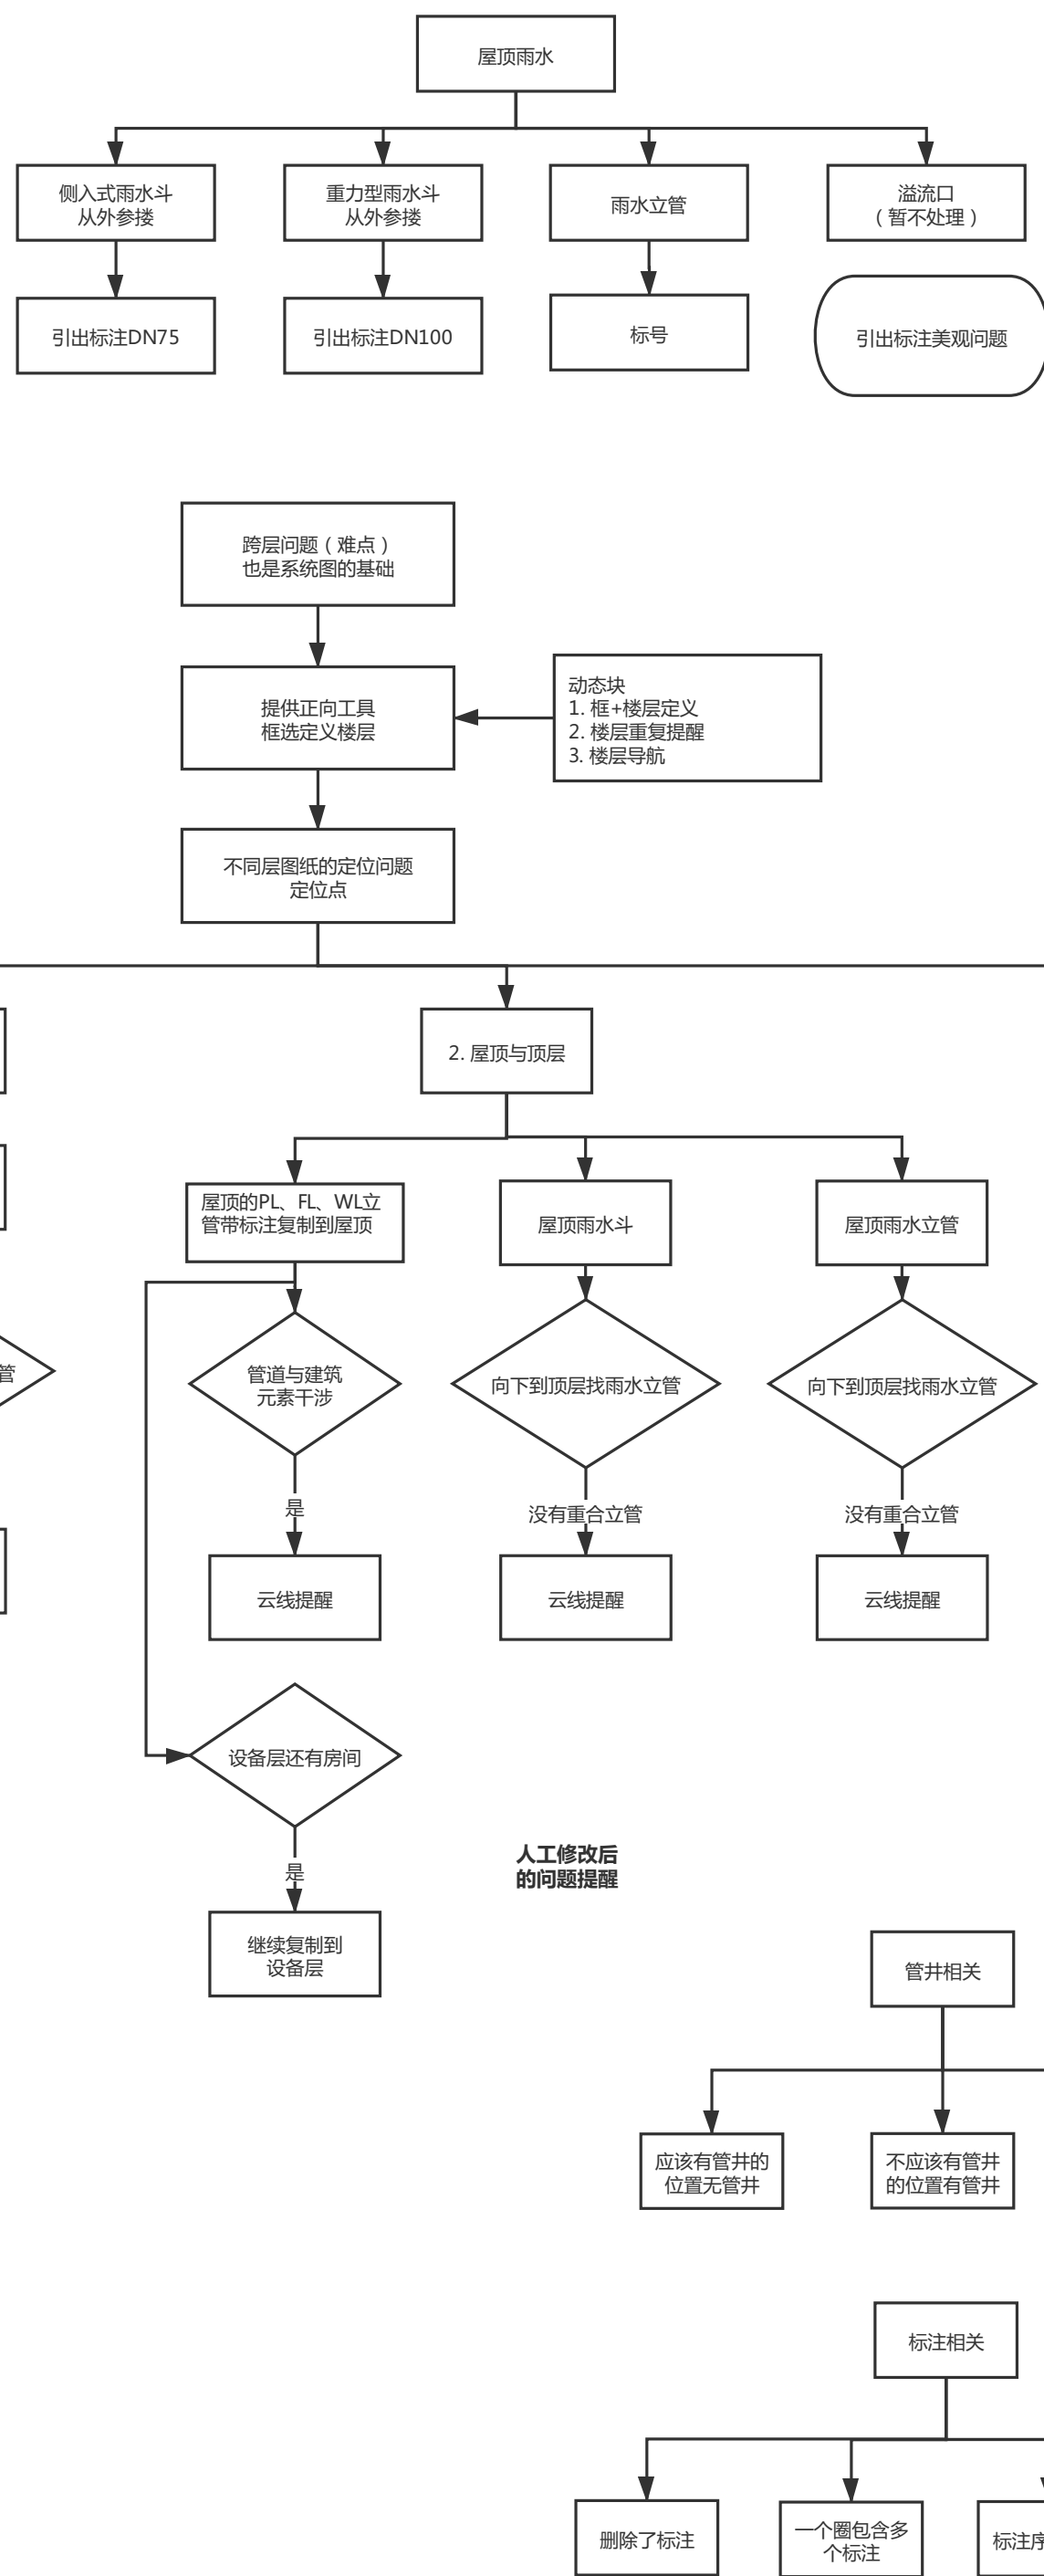 屋顶雨水
侧入式雨水斗
从外参搂
重力型雨水斗
从外参搂
雨水立管
溢流口
（暂不处理）
引出标注DN75
引出标注DN100
标号
引出标注美观问题
跨层问题（难点）
也是系统图的基础
提供正向工具
框选定义楼层
动态块
1. 框+楼层定义
2. 楼层重复提醒
3. 楼层导航
不同层图纸的定位问题
定位点
2. 屋顶与顶层
屋顶的PL、FL、WL立
管带标注复制到屋顶
屋顶雨水斗
屋顶雨水立管
管
管道与建筑
元素干涉
向下到顶层找雨水立管
向下到顶层找雨水立管
是
没有重合立管
没有重合立管
云线提醒
云线提醒
云线提醒
设备层还有房间
是
继续复制到
设备层
人工修改后
的问题提醒
管井相关
应该有管井的
位置无管井
不应该有管井
的位置有管井
标注相关
删除了标注
一个圈包含多
个标注
标注序